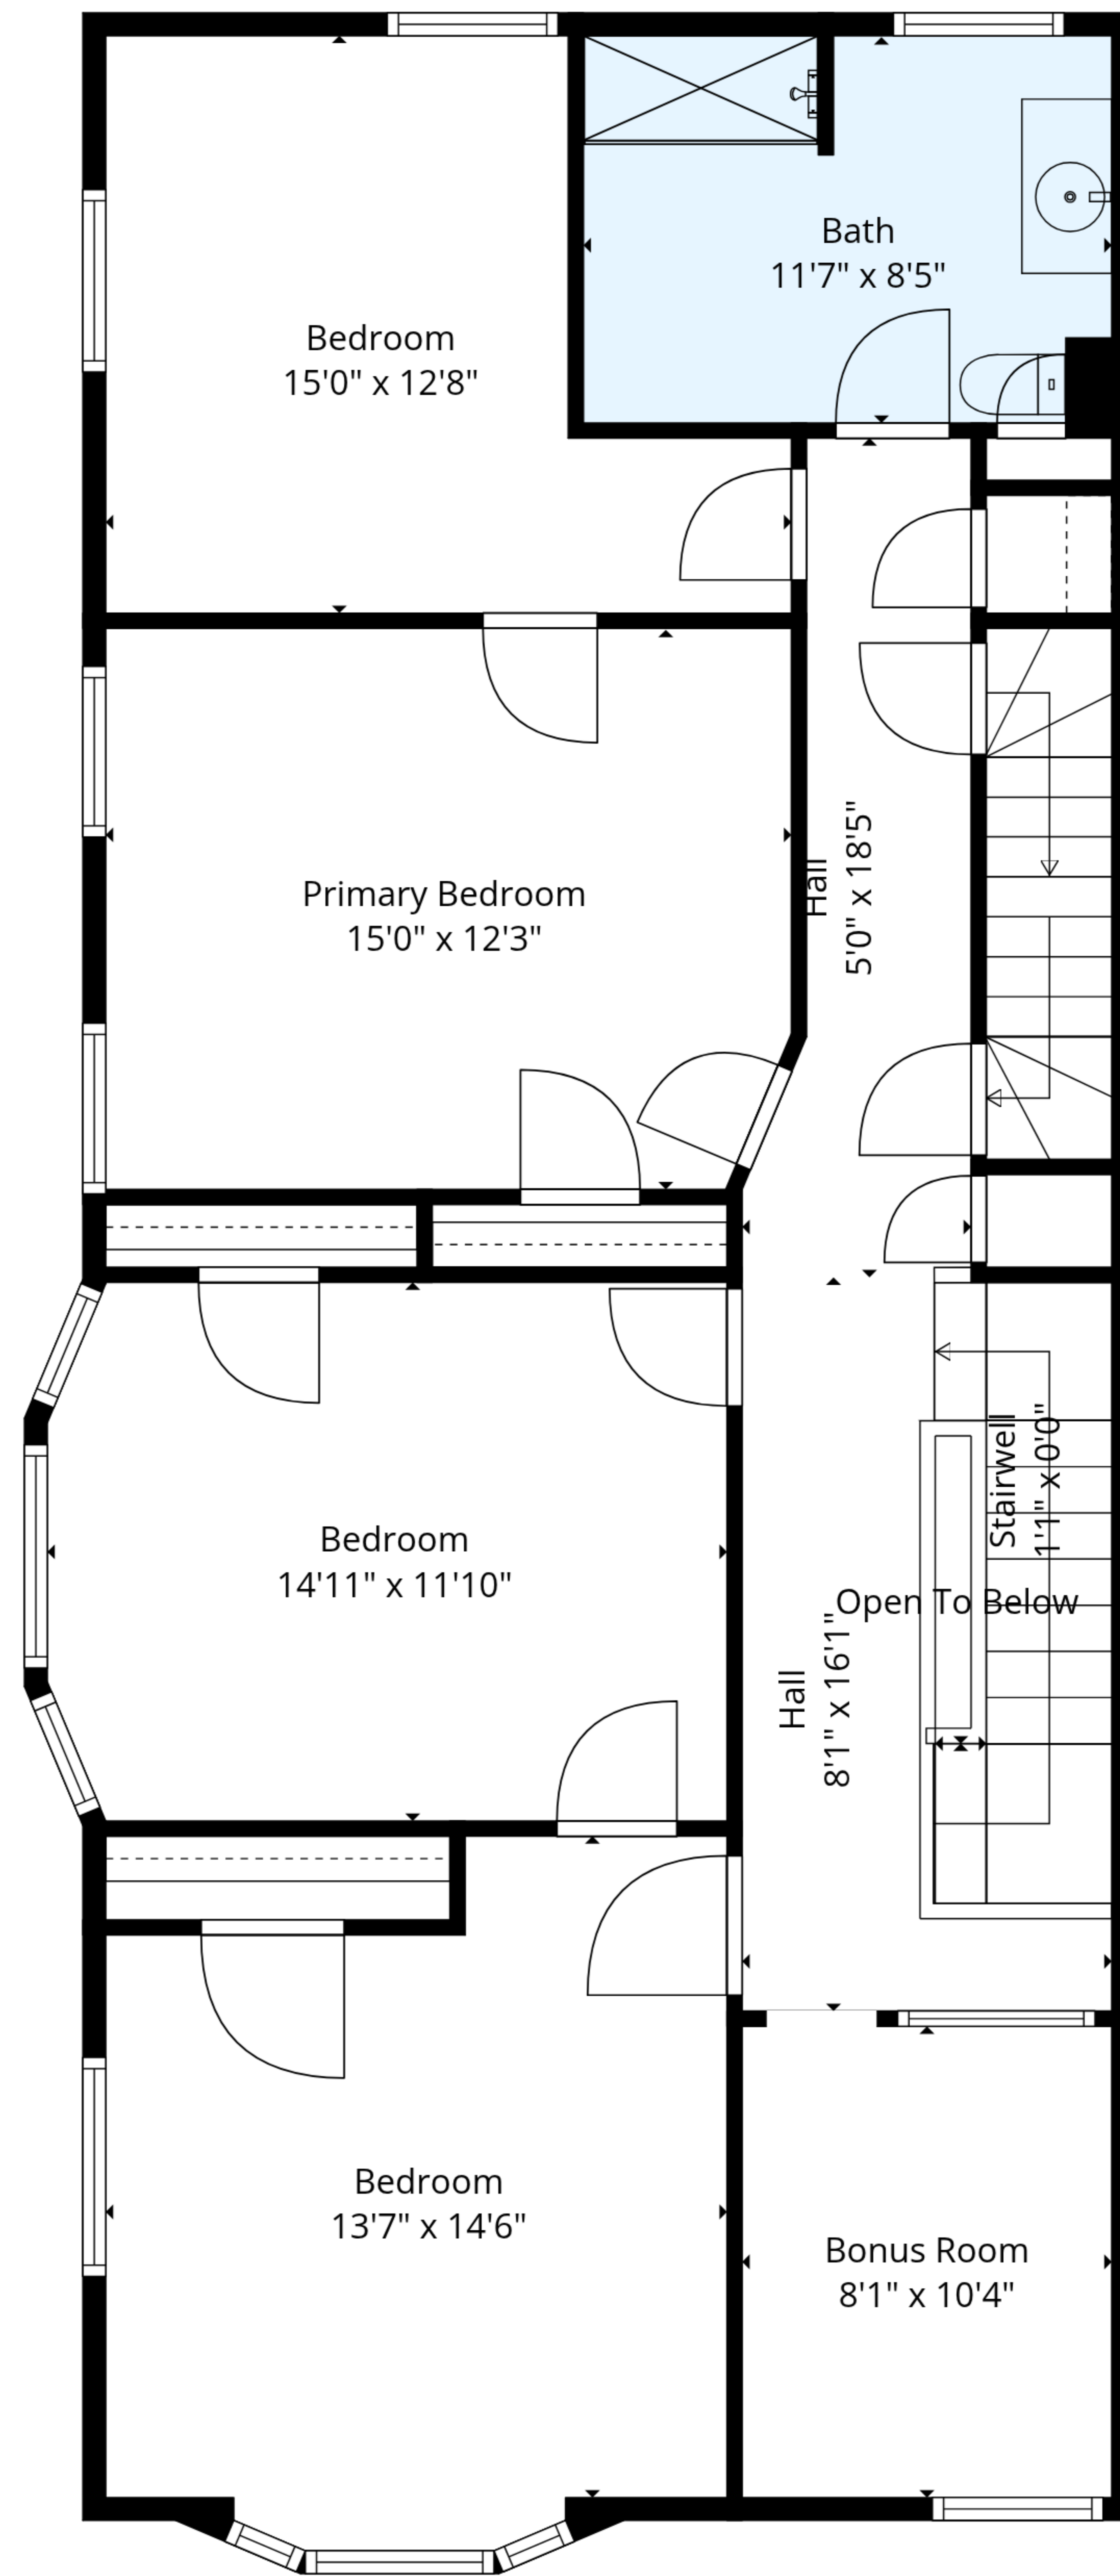 Bath
11'7" x 8'5"
Bedroom
15'0" x 12'8"
Hall
5'0" x 18'5"
Primary Bedroom
15'0" x 12'3"
Stairwell
1'1" x 0'0"
Bedroom
14'11" x 11'10"
Open To Below
Hall
8'1" x 16'1"
Bedroom
13'7" x 14'6"
Bonus Room
8'1" x 10'4"